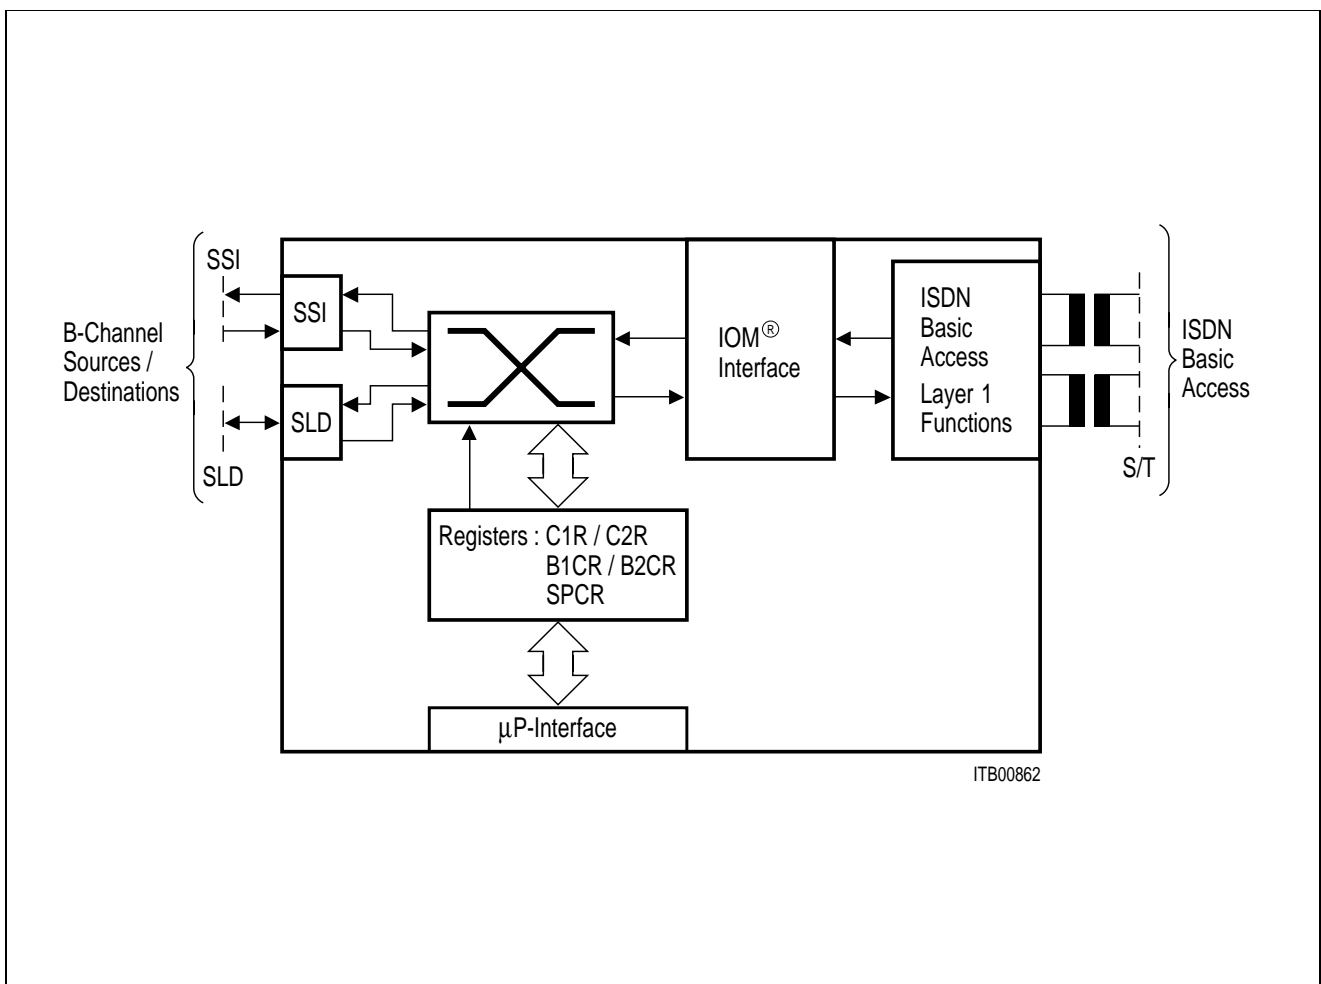 SSI
B-Channel
Sources /
Destinations
SLD
SSI
SLD
IOM®
Interface
ISDN
Basic
Access
Layer 1
Functions
S/T
ISDN
Basic
Access
Registers : C1R / C2R
B1CR / B2CR
SPCR
µP-Interface
ITB00862